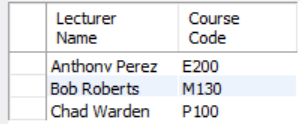 Lecturer Name Course Code
Anthony Perez E200
Bob Roberts M130
Chad Warden P100